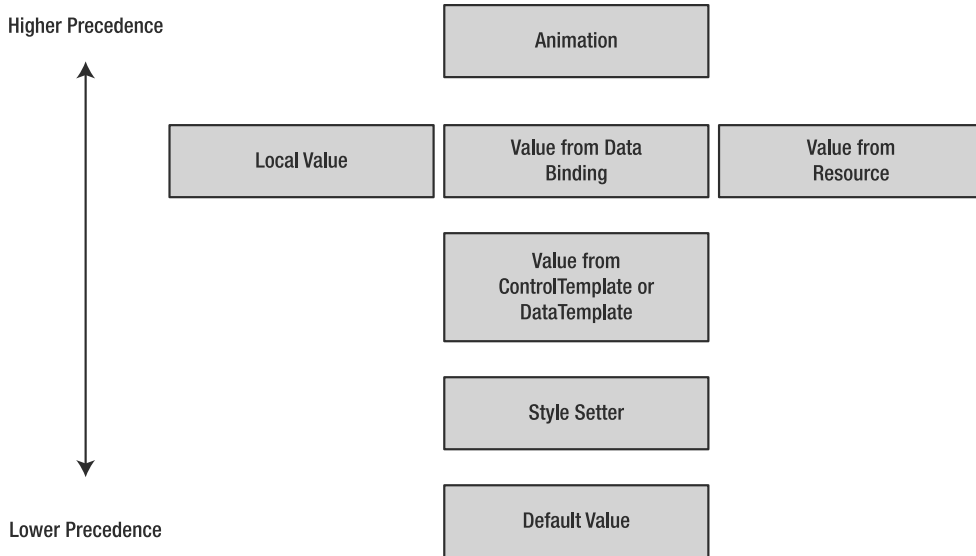 Higher Precedence
Animation
Local Value
Value from Data
Binding
Value from
Resource
Value from
ControlTemplate or
DataTemplate
Style Setter
Default Value
Lower Precedence